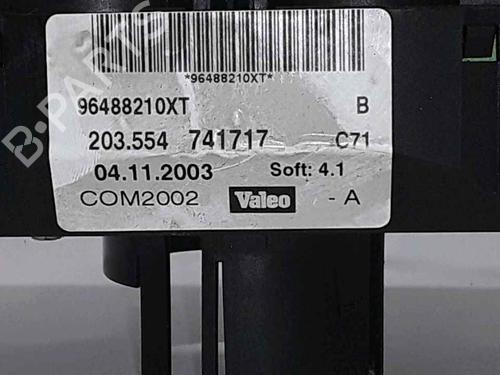 *96488210XT*
96488210XT B
203.554 741717 C71
04.11.2003 Soft: 4.1
COM2002 Valeo - A
B-PARTS